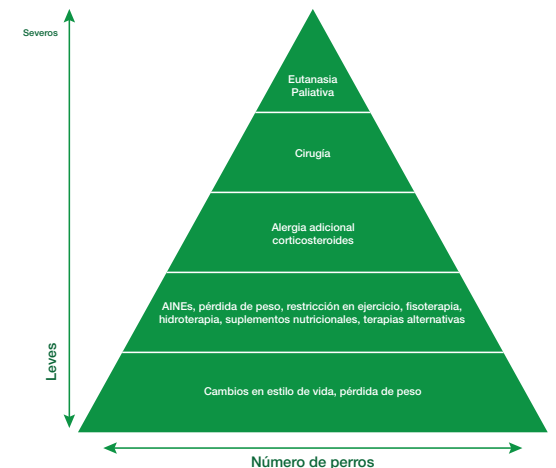 Severos
Eutanasia
Paliativa
Cirugía
Alergia adicional
corticosteroides
AINEs, pérdida de peso, restricción en ejercicio, fisoterapia,
hidroterapia, suplementos nutricionales, terapias alternativas
Leves
Cambios en estilo de vida, pérdida de peso
Número de perros